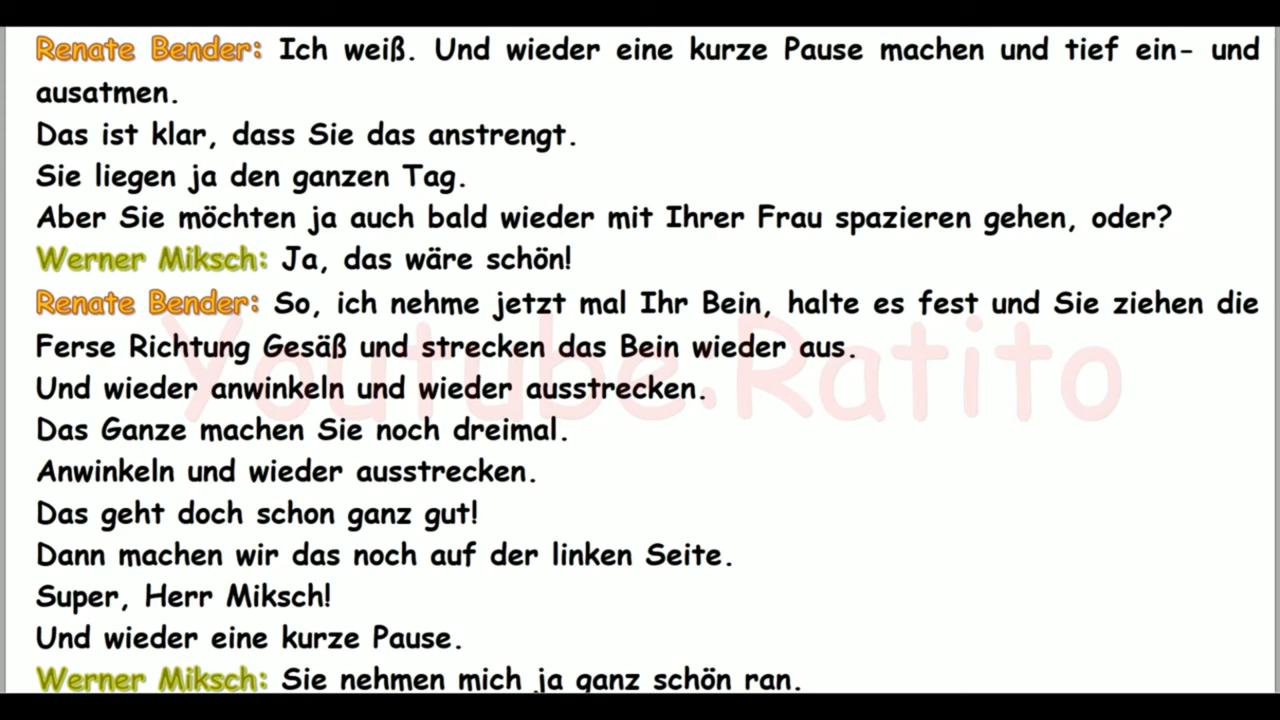 Renate Bender: Ich weiß. Und wieder eine kurze Pause machen und tief ein- und
ausatmen.
Das ist klar, dass Sie das anstrengt.
Sie liegen ja den ganzen Tag.
Aber Sie möchten ja auch bald wieder mit Ihrer Frau spazieren gehen, oder?
Werner Miksch: Ja, das wäre schön!
Renate Bender: So, ich nehme jetzt mal Ihr Bein, halte es fest und Sie ziehen die
Ferse Richtung Gesäß und strecken das Bein wieder aus.
Youtube.Ratito
Und wieder anwinkeln und wieder ausstrecken.
Das Ganze machen Sie noch dreimal.
Anwinkeln und wieder ausstrecken.
Das geht doch schon ganz gut!
Dann machen wir das noch auf der linken Seite.
Super, Herr Miksch!
Und wieder eine kurze Pause.
Werner Miksch: Sie nehmen mich ja ganz schön ran.